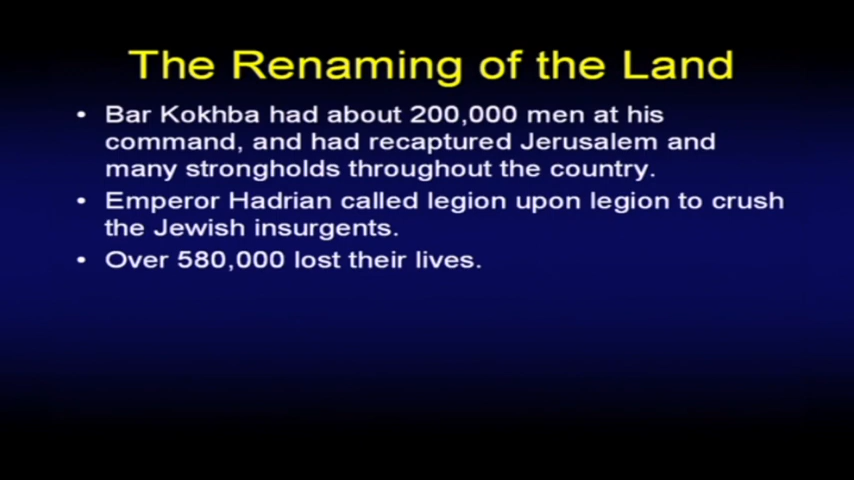 The Renaming of the Land
• Bar Kokhba had about 200,000 men at his
command, and had recaptured Jerusalem and
many strongholds throughout the country.
• Emperor Hadrian called legion upon legion to crush
the Jewish insurgents.
• Over 580,000 lost their lives.